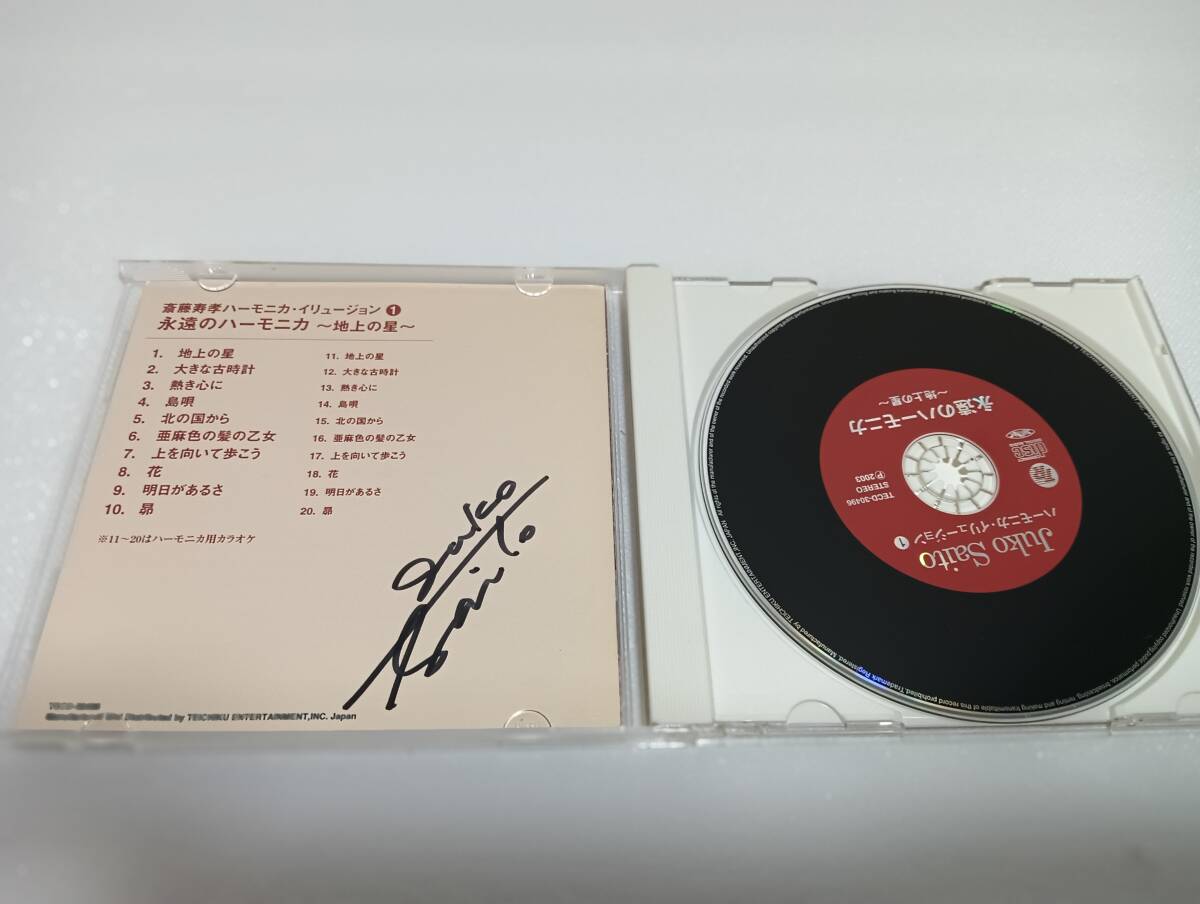 斎藤寿孝ハーモニカ・イリュージョン❶
永遠のハーモニカ ～地上の星～
1. 地上の星
2. 大きな古時計
3. 熱き心に
4. 島唄
5. 北の国から
6. 亜麻色の髪の乙女
7. 上を向いて歩こう
8. 花
9. 明日があるさ
10. 昴
11. 地上の星
12. 大きな古時計
13. 熱き心に
14. 島唄
15. 北の国から
16. 亜麻色の髪の乙女
17. 上を向いて歩こう
18. 花
19. 明日があるさ
20. 昴
※11～20はハーモニカ用カラオケ
Juko
Saito
Manufactured and Distributed by TEICHIKU ENTERTAINMENT,INC. Japan
Juko Saito
ハーモニカ・イリュージョン❶
TECD-30496
STEREO
Ⓟ2003
永遠のハーモニカ
～地上の星～